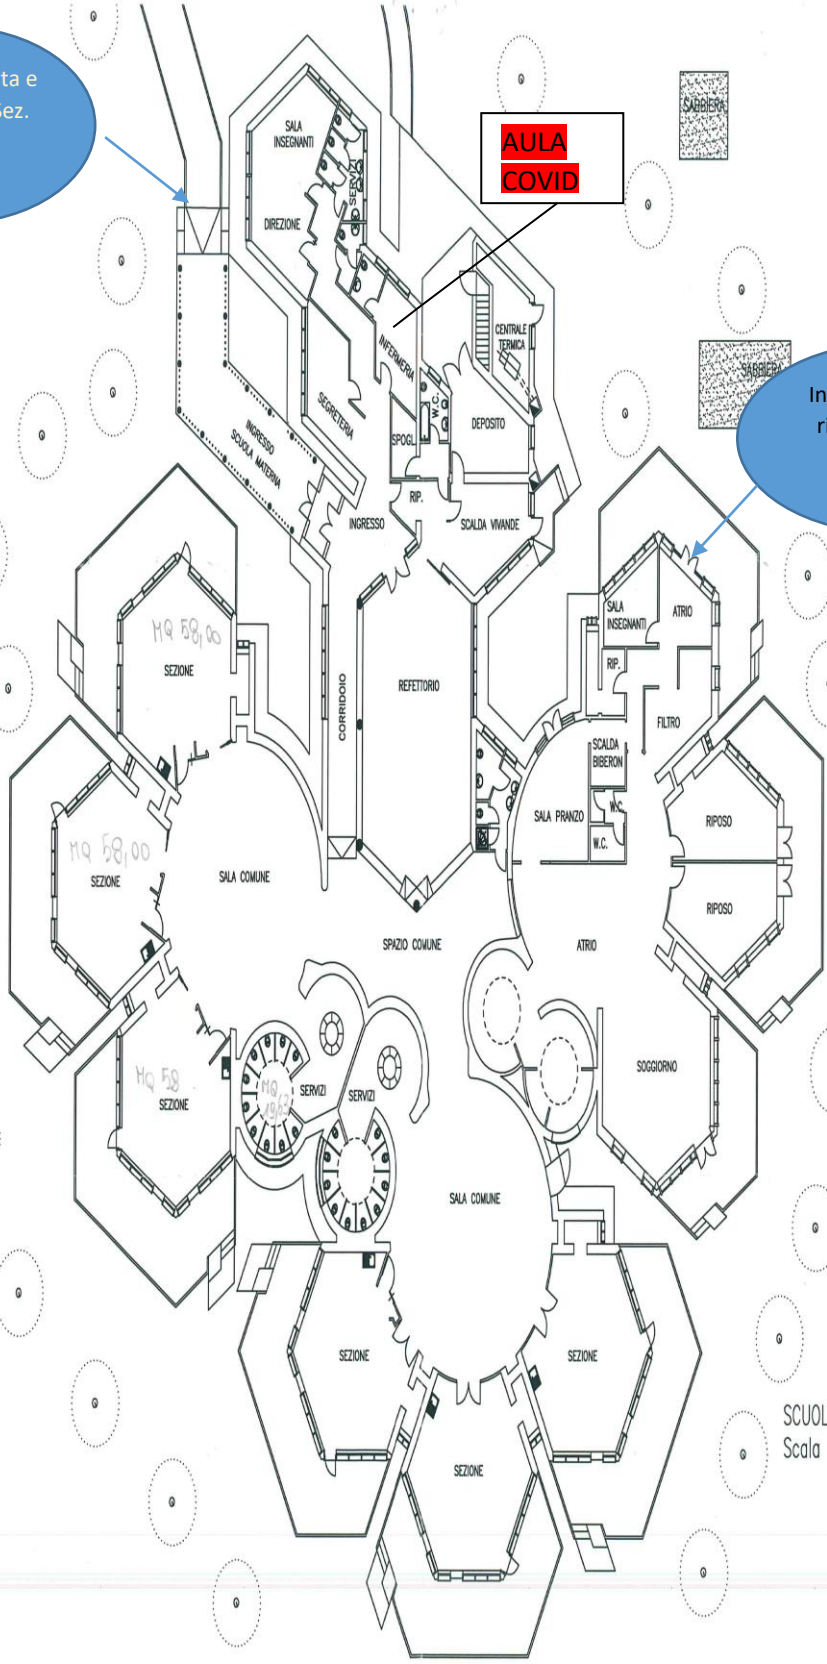 ta e
Sez.
SABBIERA
AULA
COVID
SALA
INSEGNANTI
SERVIZI
DIREZIONE
CENTRALE
TERMICA
INFERMERIA
SABBIERA
In
SEGRETERIA
W.C.
DEPOSITO
INGRESSO
SCUOLA MATERNA
SPOGL
RIP.
INGRESSO
SCALDA VIVANDE
SALA
INSEGNANTI
ATRIO
MQ 58,00
SEZIONE
RIP.
REFETTORIO
CORRIDOIO
FILTRO
SCALDA
BIBERON
W.C.
SALA PRANZO
RIPOSO
W.C.
MQ 58,00
SEZIONE
SALA COMUNE
RIPOSO
SPAZIO COMUNE
ATRIO
SOGGIORNO
MQ 58
SEZIONE
MQ
SERVIZI
SERVIZI
SALA COMUNE
SEZIONE
SEZIONE
SCUOL
Scala
SEZIONE